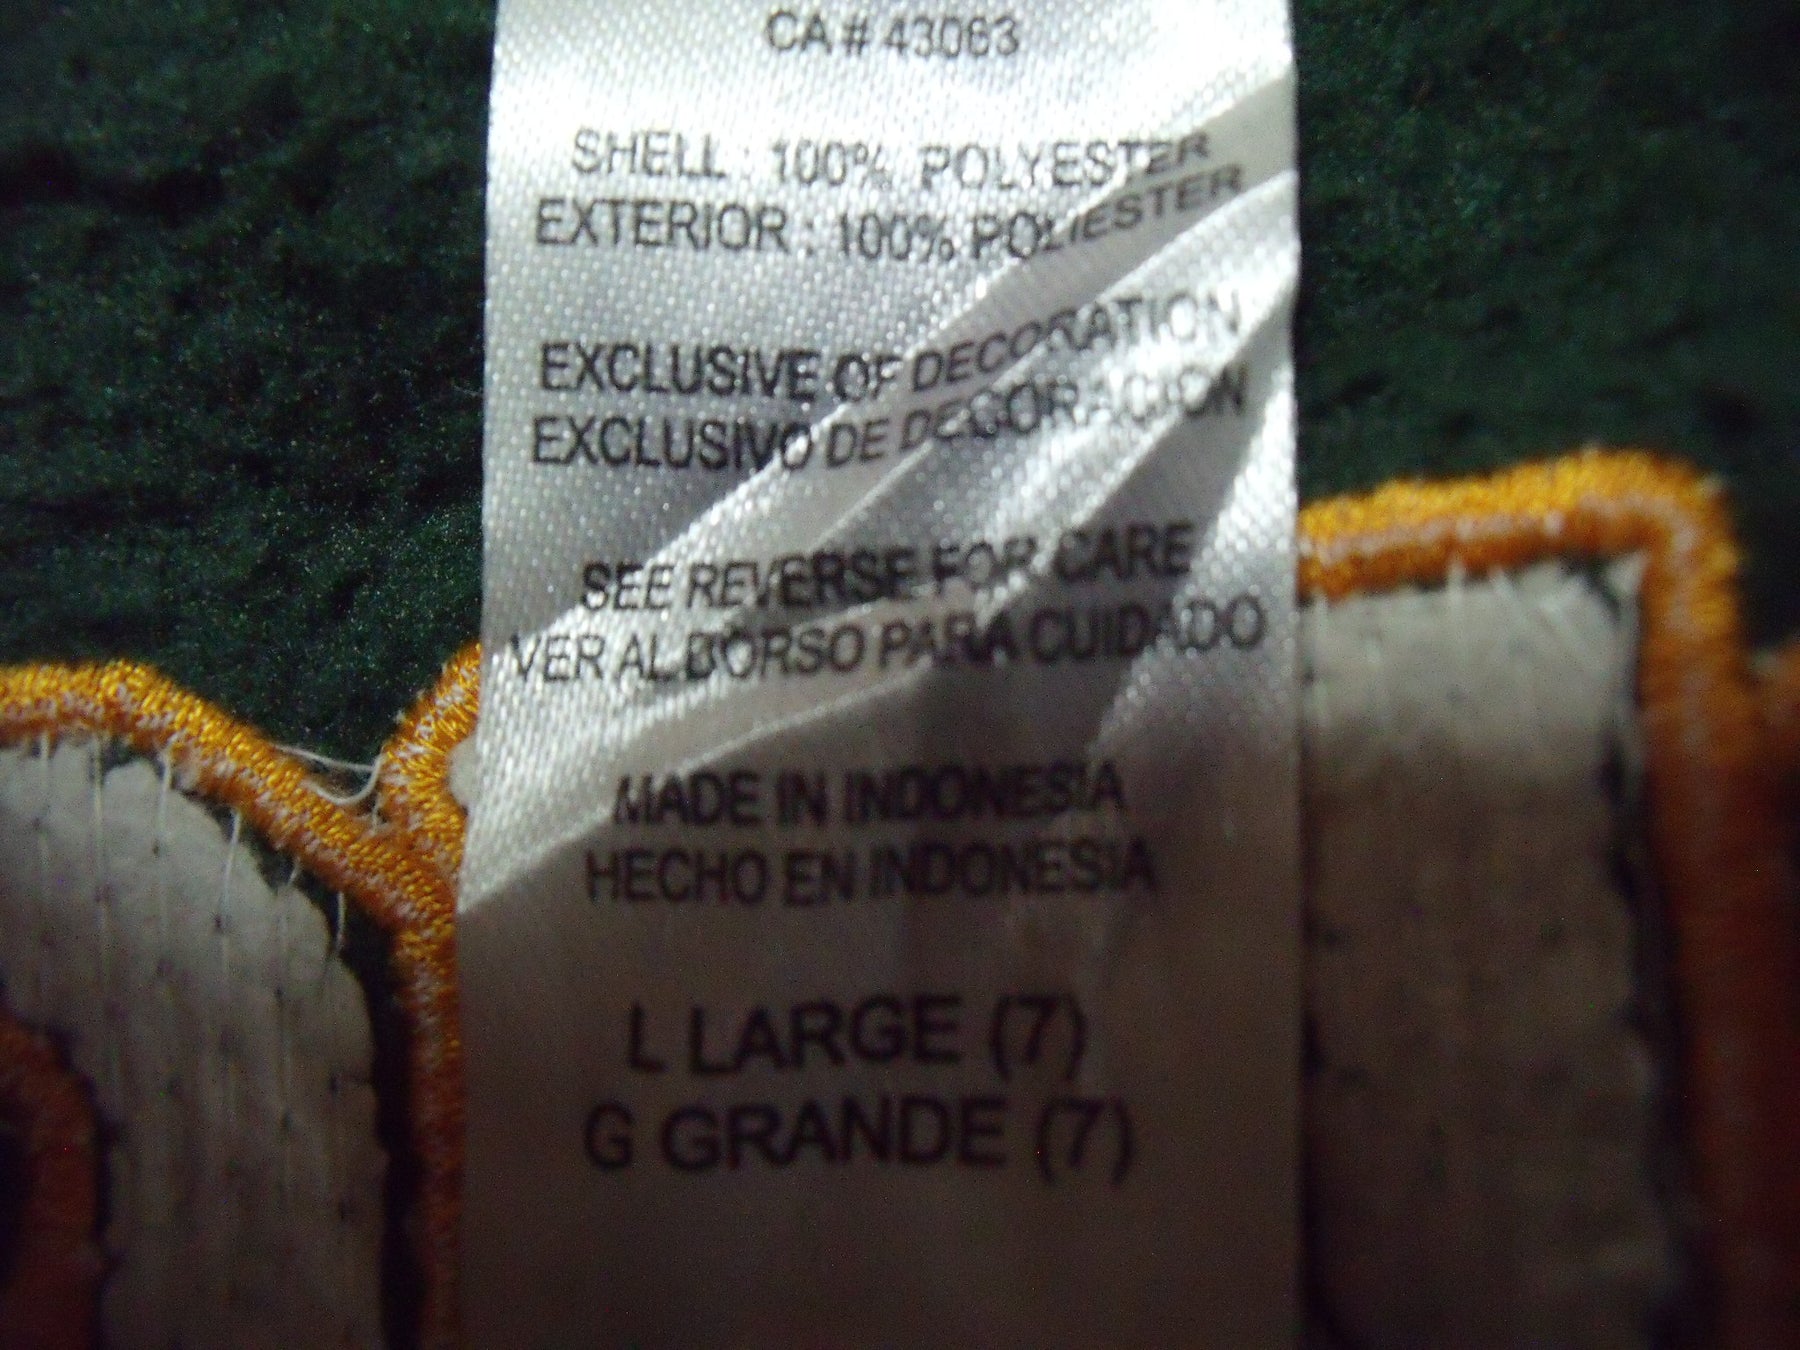 CA # 43063
SHELL : 100% POLYESTER
EXTERIOR : 100% POLIESTER
EXCLUSIVE OF DECORATION
EXCLUSIVO DE DECORACION
SEE REVERSE FOR CARE
VER AL DORSO PARA CUIDADO
MADE IN INDONESIA
HECHO EN INDONESIA
L LARGE (7)
G GRANDE (7)